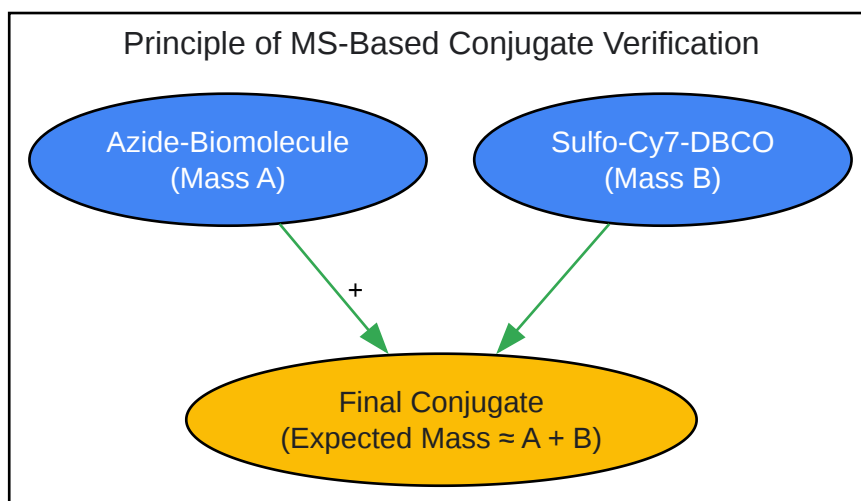 Principle of MS-Based Conjugate Verification
Azide-Biomolecule
(Mass A)
Sulfo-Cy7-DBCO
(Mass B)
+
Final Conjugate
(Expected Mass ≈ A + B)